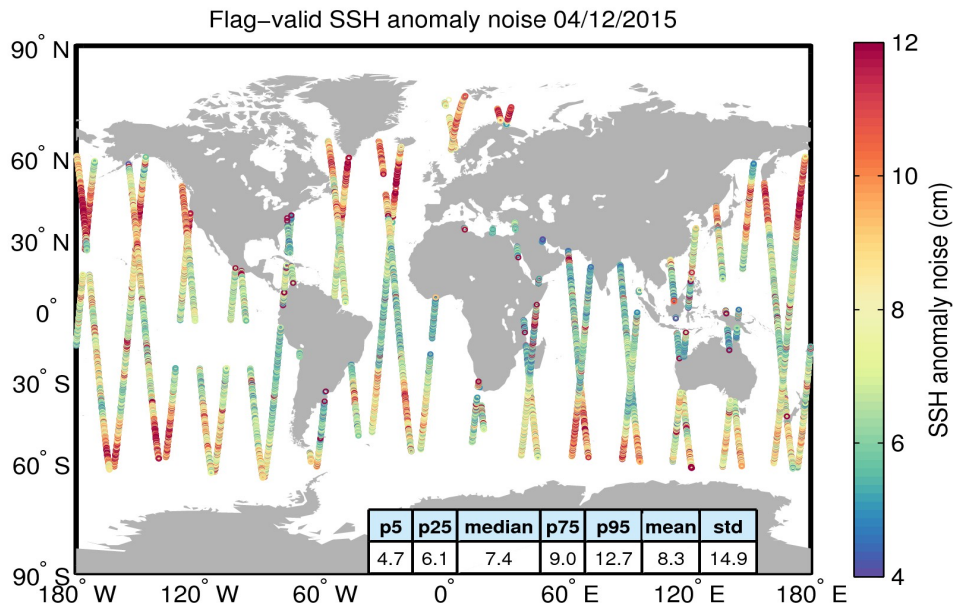 Flag−valid SSH anomaly noise 04/12/2015
90° N
60° N
30° N
0°
30° S
60° S
90° S
180° W 120° W 60° W 0° 60° E 120° E 180° E
p5 p25 median p75 p95 mean std
4.7 6.1 7.4 9.0 12.7 8.3 14.9
12
10
8
6
4
SSH anomaly noise (cm)